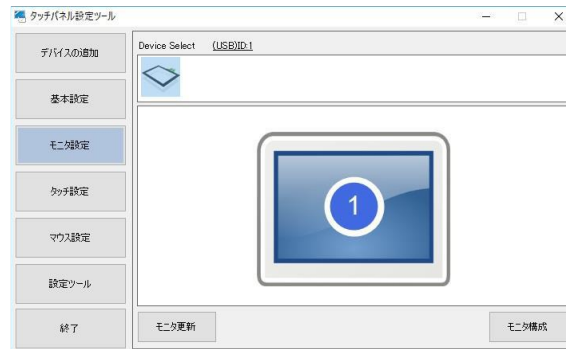 タッチパネル設定ツール
デバイスの追加
基本設定
モニタ設定
タッチ設定
マウス設定
設定ツール
終了
Device Select (USB)ID:1
1
モニタ更新
モニタ構成